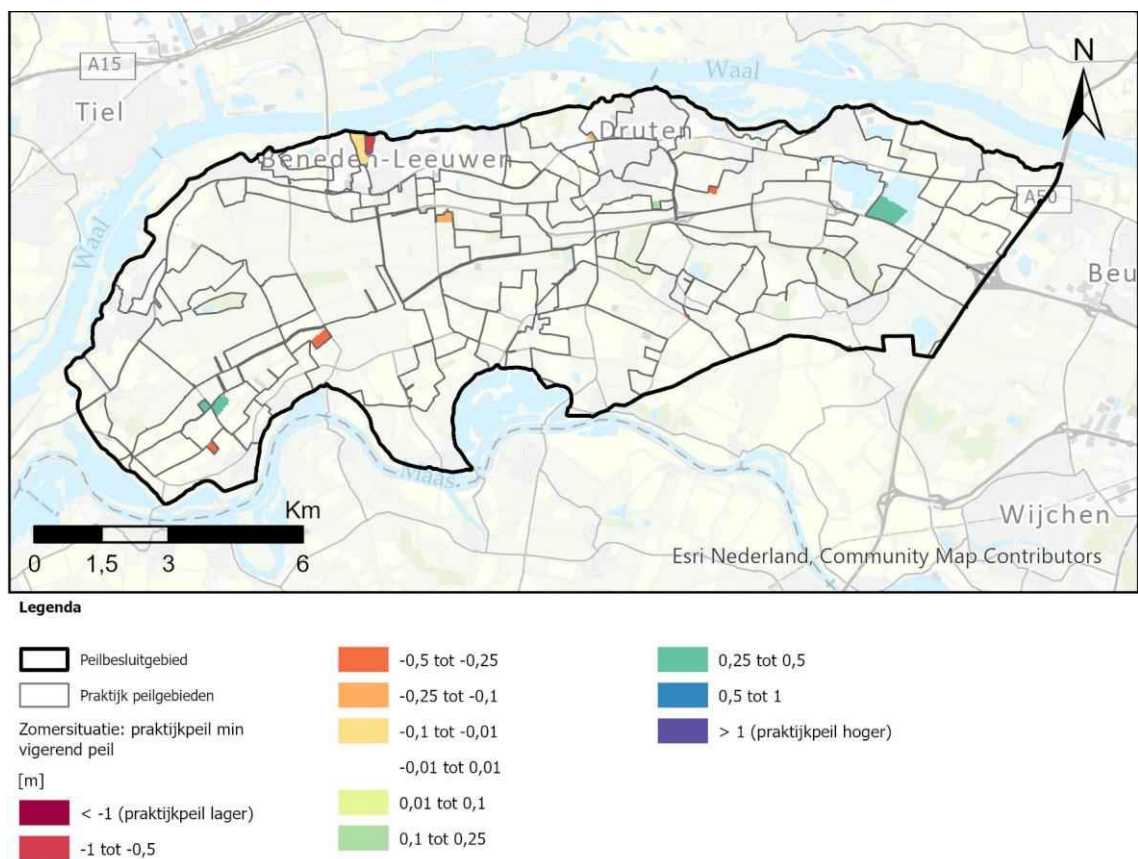 A15
Tiel
Waal
N
Druten
Beneden-Leeuwen
A50
Waal
Beu
Maas
Km
0 1,5 3 6
Wijchen
Esri Nederland, Community Map Contributors
Legenda
Peilbesluitgebied
Praktijk peilgebieden
Zomersituatie: praktijkpeil min
vigerend peil
[m]
< -1 (praktijkpeil lager)
-1 tot -0,5
-0,5 tot -0,25
-0,25 tot -0,1
-0,1 tot -0,01
-0,01 tot 0,01
0,01 tot 0,1
0,1 tot 0,25
0,25 tot 0,5
0,5 tot 1
> 1 (praktijkpeil hoger)